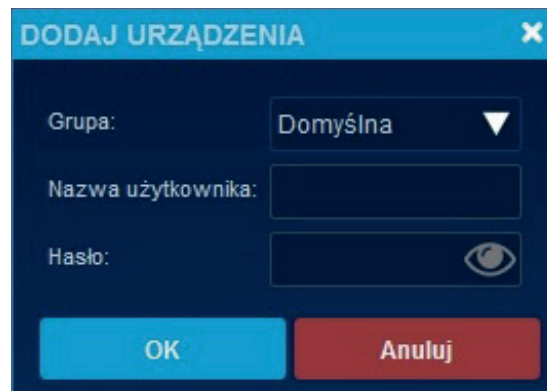 DODAJ URZĄDZENIA
Grupa: Domyślna
Nazwa użytkownika:
Hasło:
OK Anuluj